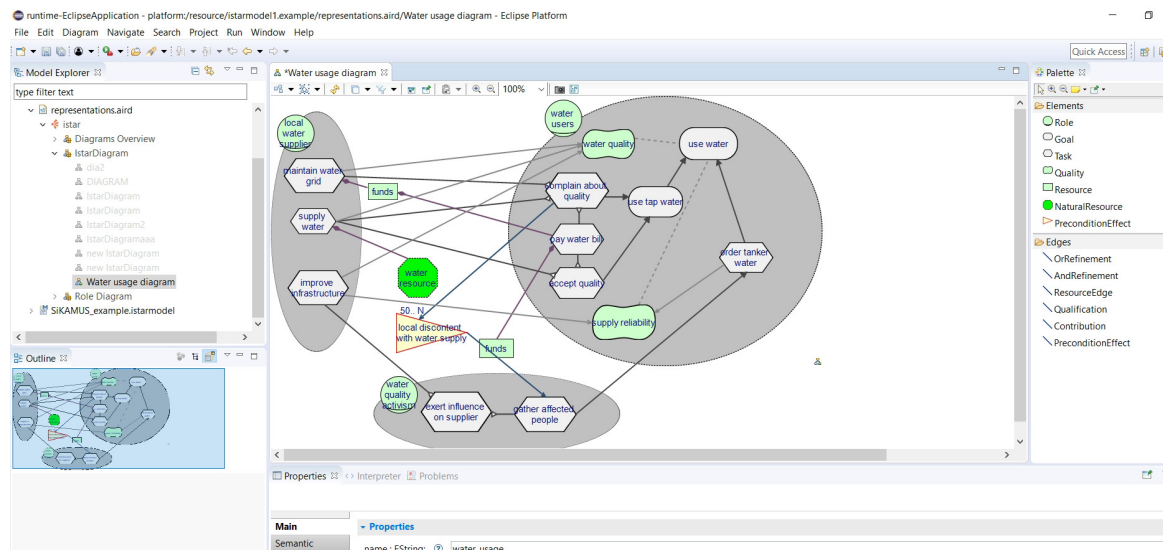 runtime-EclipseApplication - platform:/resource/istarmodel1.example/representations.aird/Water usage diagram - Eclipse Platform
File Edit Diagram Navigate Search Project Run Window Help
Quick Access
Model Explorer
type filter text
representations.aird
istar
Diagrams Overview
IstarDiagram
dia2
DIAGRAM
IstarDiagram
IstarDiagram
IstarDiagram2
IstarDiagramaaa
new IstarDiagram
new IstarDiagram
Water usage diagram
Role Diagram
SiKAMUS_example.istarmodel
Outline
*Water usage diagram
100%
local
water
supplier
maintain water
grid
supply
water
improve
infrastructure
funds
water
resource
50.. N
local discontent
with water supply
funds
water
users
water quality
use water
complain about
quality
use tap water
pay water bill
accept quality
order tanker
water
supply reliability
water
quality
activism
exert influence
on supplier
gather affected
people
Palette
Elements
Role
Goal
Task
Quality
Resource
NaturalResource
PreconditionEffect
Edges
OrRefinement
AndRefinement
ResourceEdge
Qualification
Contribution
PreconditionEffect
Properties Interpreter Problems
Main
Semantic
Properties
name : EString: water usage